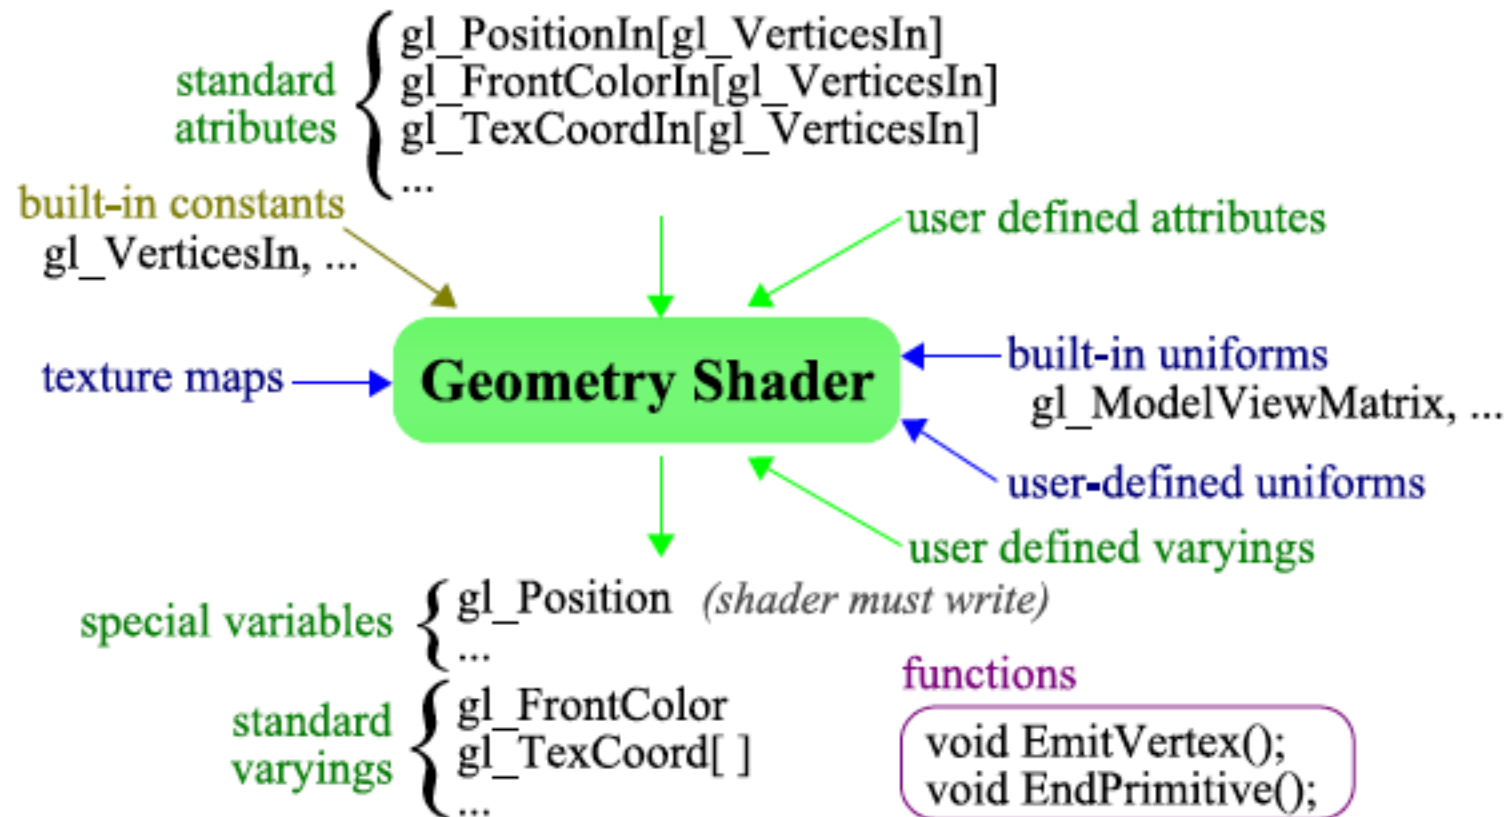 gl_PositionIn[gl_VerticesIn]
gl_FrontColorIn[gl_VerticesIn]
gl_TexCoordIn[gl_VerticesIn]
...
standard
atributes
built-in constants
gl_VerticesIn, ...
user defined attributes
texture maps
Geometry Shader
built-in uniforms
gl_ModelViewMatrix, ...
user-defined uniforms
user defined varyings
special variables
gl_Position (shader must write)
...
standard
varyings
gl_FrontColor
gl_TexCoord[ ]
...
functions
void EmitVertex();
void EndPrimitive();